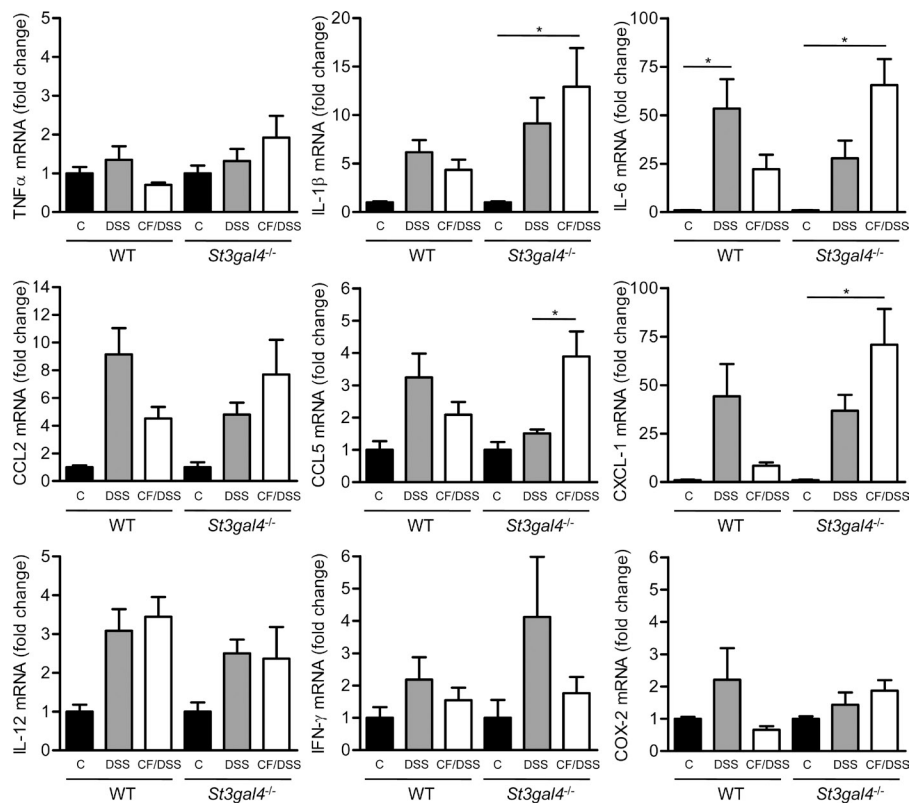 TNFα mRNA (fold change)
5
4
3
2
1
0
C DSS CF/DSS C DSS CF/DSS
WT St3gal4-/-
IL-1β mRNA (fold change)
20
15
10
5
0
*
C DSS CF/DSS C DSS CF/DSS
WT St3gal4-/-
IL-6 mRNA (fold change)
100
75
50
25
0
* *
C DSS CF/DSS C DSS CF/DSS
WT St3gal4-/-
CCL2 mRNA (fold change)
14
12
10
8
6
4
2
0
C DSS CF/DSS C DSS CF/DSS
WT St3gal4-/-
CCL5 mRNA (fold change)
6
5
4
3
2
1
0
*
C DSS CF/DSS C DSS CF/DSS
WT St3gal4-/-
CXCL-1 mRNA (fold change)
100
75
50
25
0
*
C DSS CF/DSS C DSS CF/DSS
WT St3gal4-/-
IL-12 mRNA (fold change)
5
4
3
2
1
0
C DSS CF/DSS C DSS CF/DSS
WT St3gal4-/-
IFN-γ mRNA (fold change)
6
5
4
3
2
1
0
C DSS CF/DSS C DSS CF/DSS
WT St3gal4-/-
COX-2 mRNA (fold change)
6
5
4
3
2
1
0
C DSS CF/DSS C DSS CF/DSS
WT St3gal4-/-